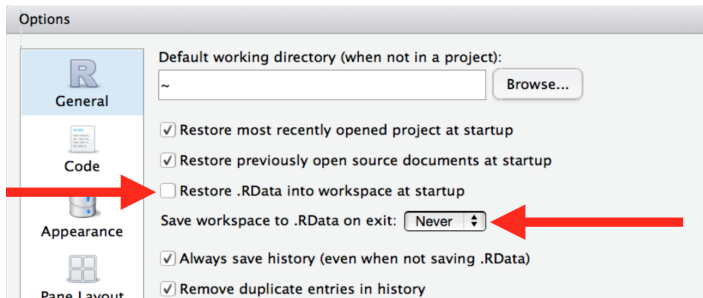 Options
Default working directory (when not in a project):
~
Browse...
R
General
Restore most recently opened project at startup
Restore previously open source documents at startup
Code
Restore .RData into workspace at startup
Save workspace to .RData on exit: Never
Appearance
Always save history (even when not saving .RData)
Remove duplicate entries in history
Pane Layout